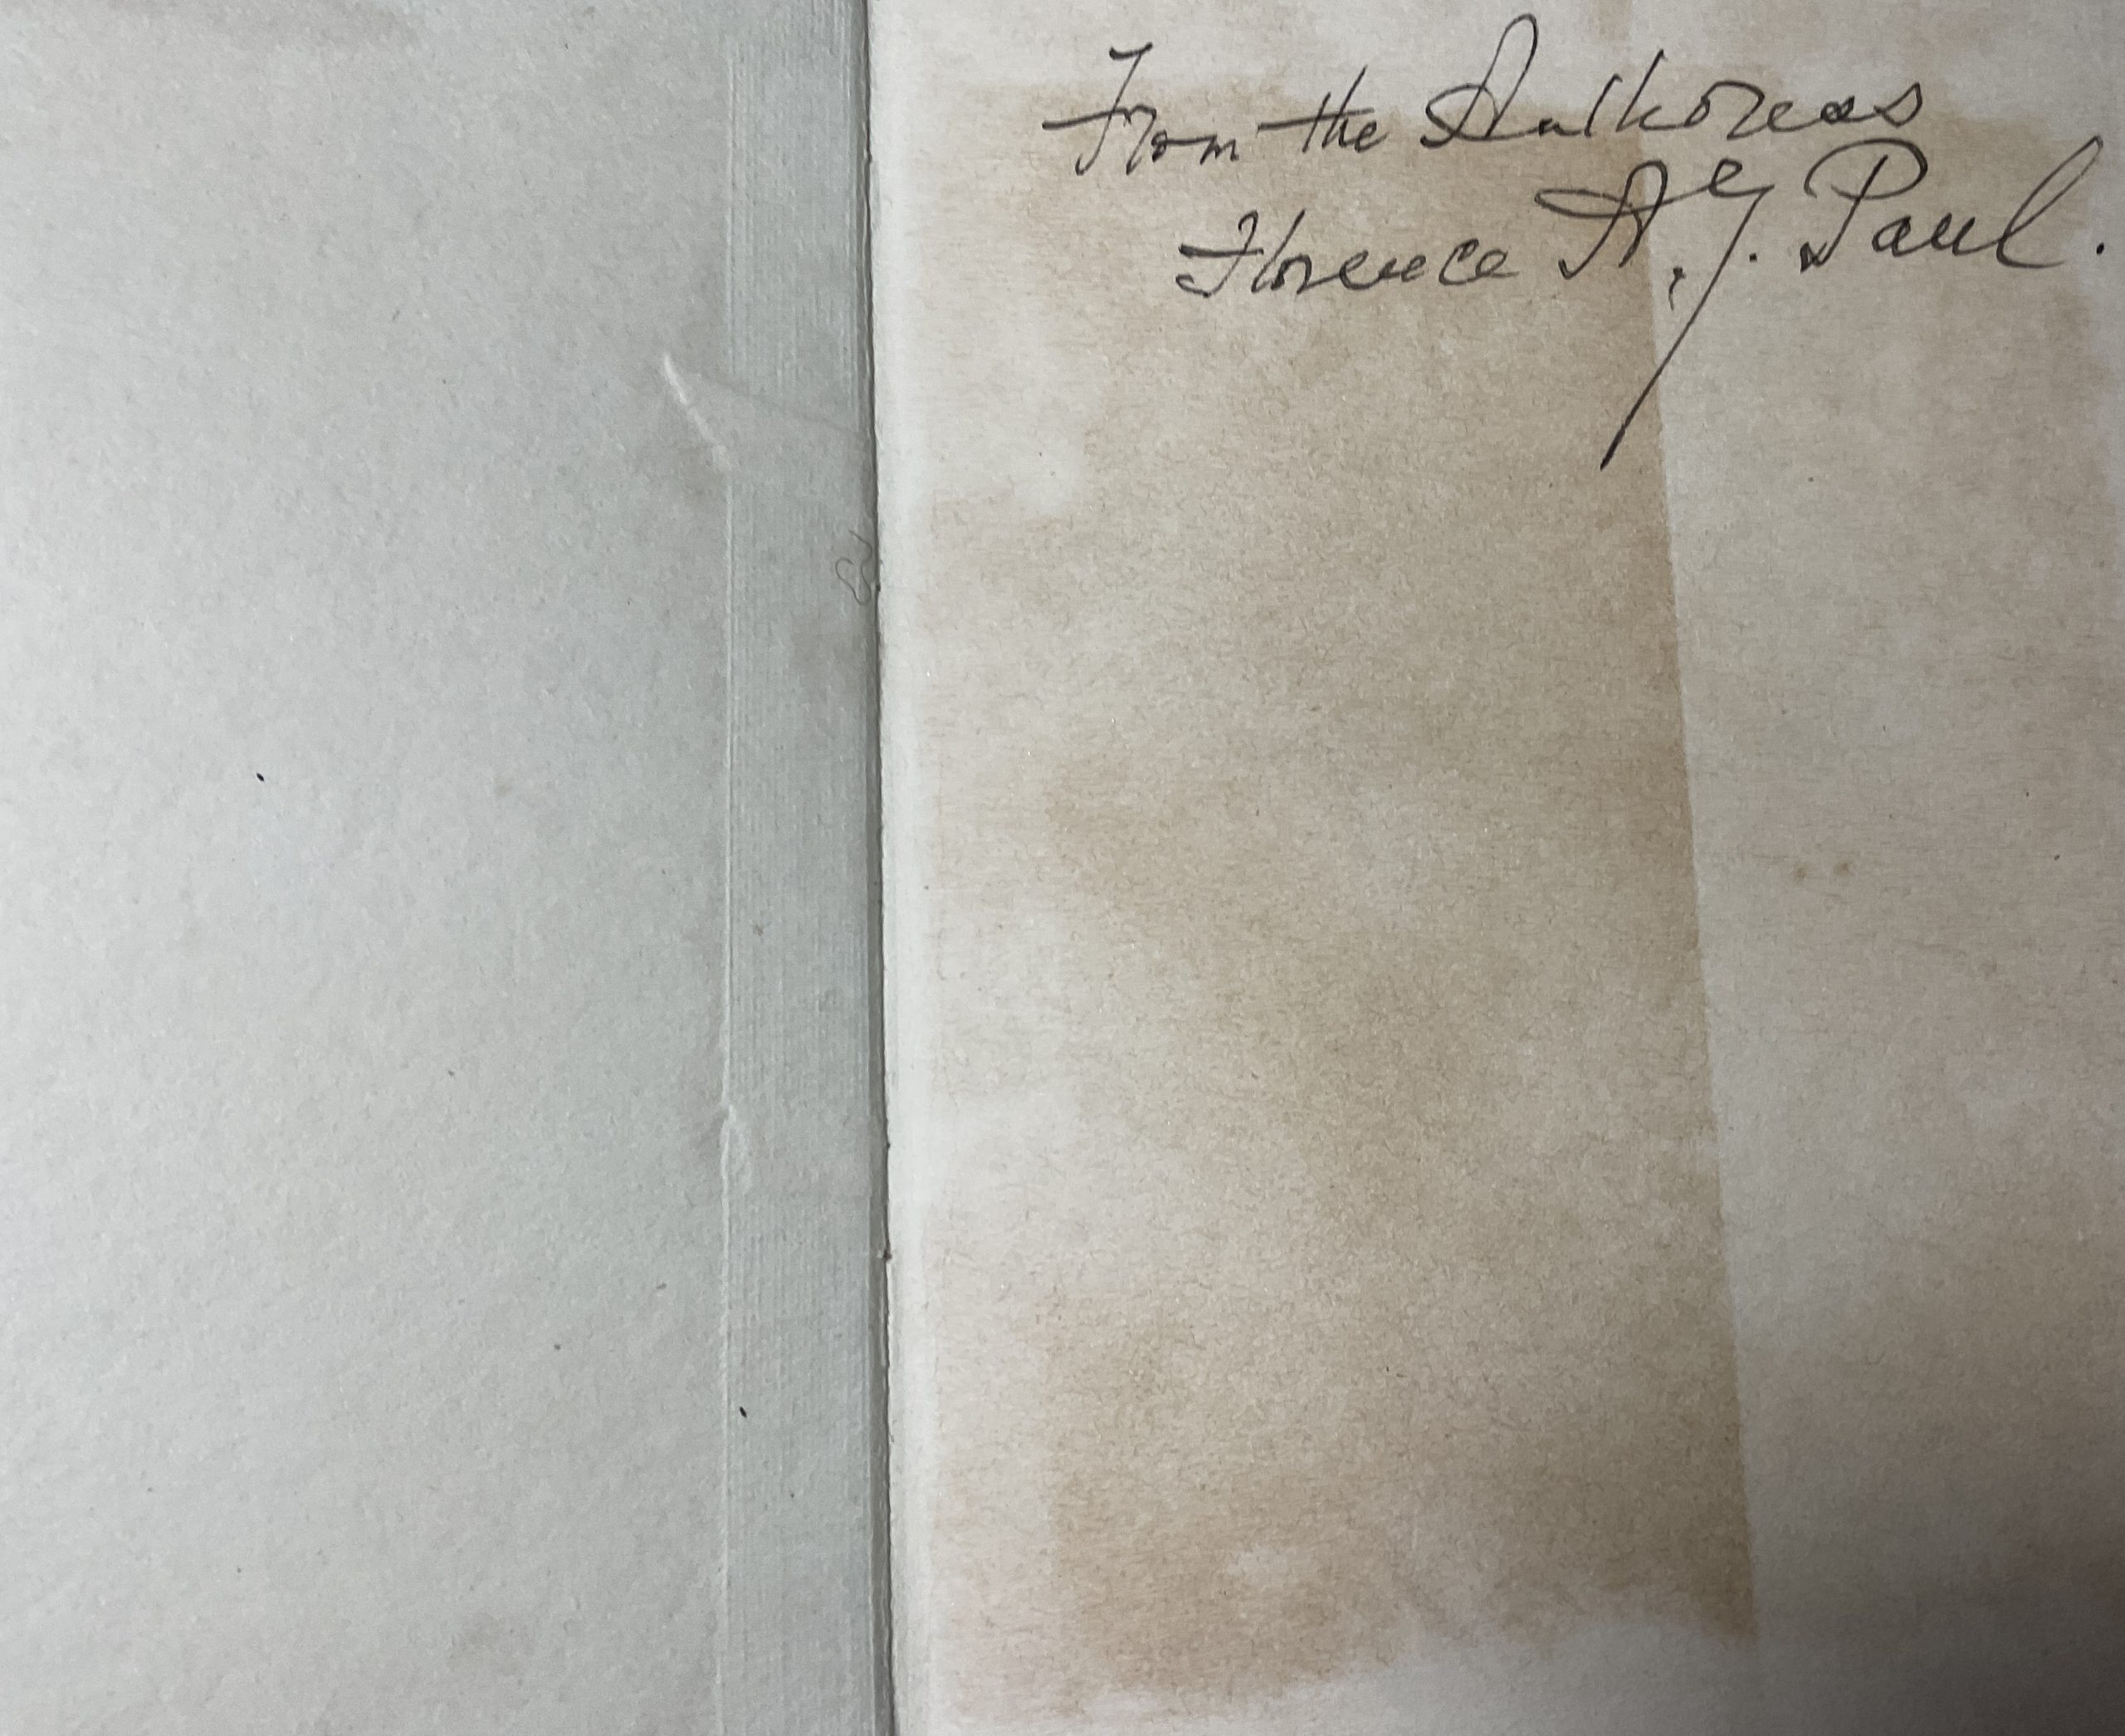 From the Authoress
Florence A. G. Paul.